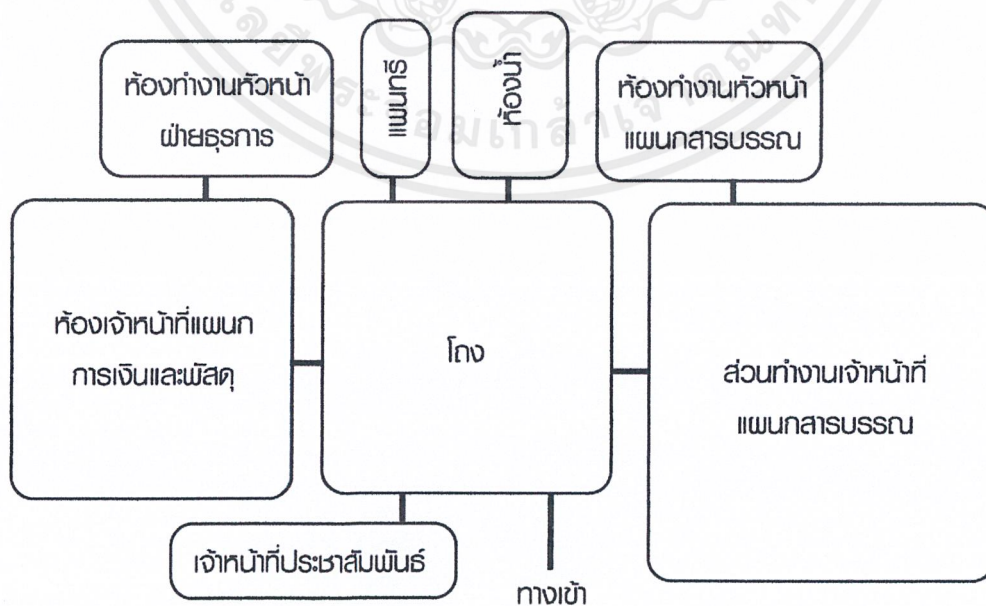 ห้องทำงานหัวหน้า
ฝ่ายธุรการ
แพนทรี
ห้องน้ำ
ห้องทำงานหัวหน้า
แผนกสารบรรณ
ห้องเจ้าหน้าที่แผนก
การเงินและพัสดุ
โถง
ส่วนทำงานเจ้าหน้าที่
แผนกสารบรรณ
เจ้าหน้าที่ประชาสัมพันธ์
ทางเข้า